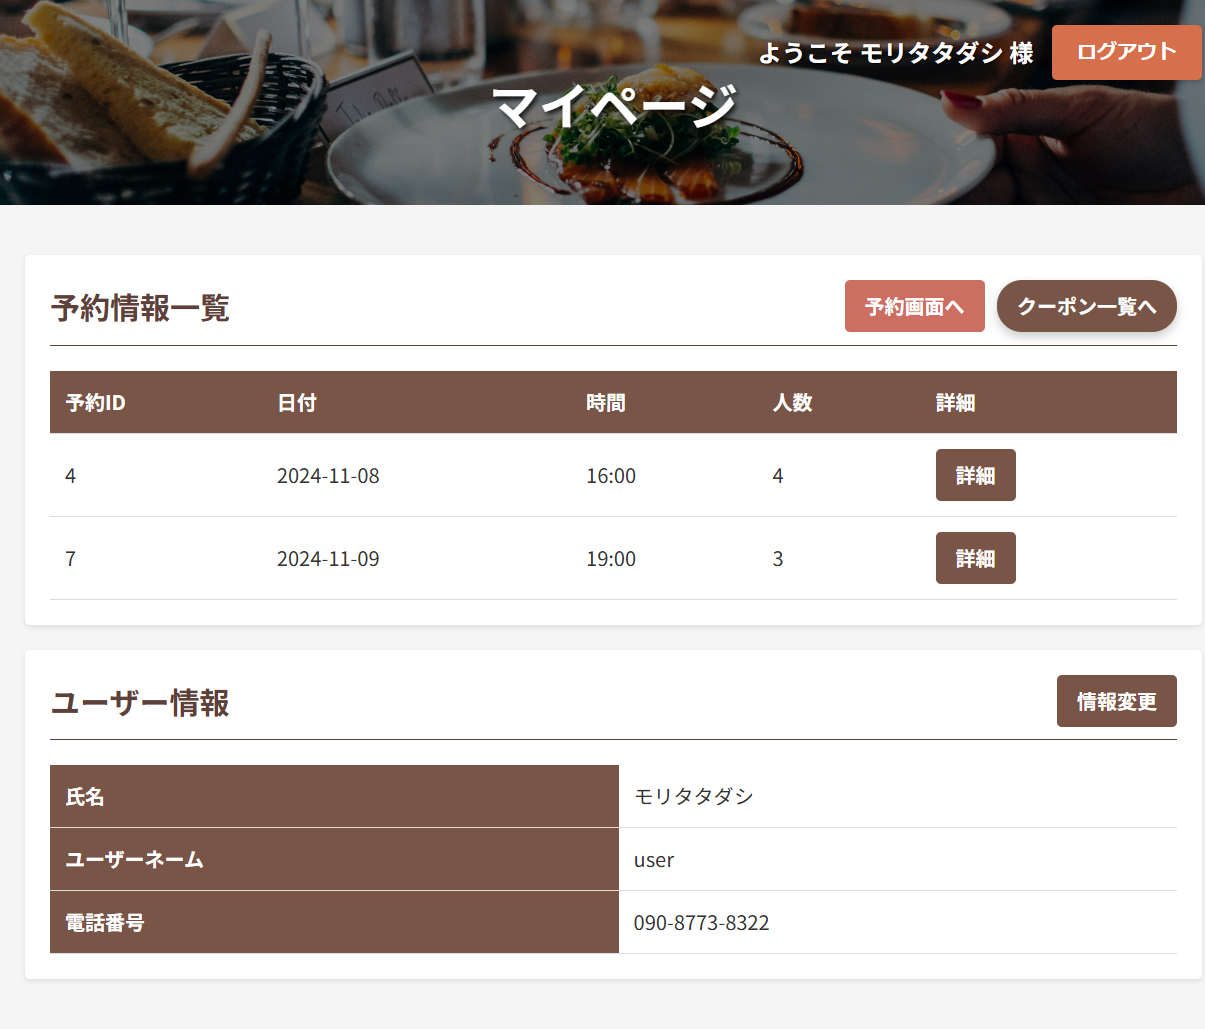 ようこそ モリタタダシ 様 ログアウト
マイページ
予約情報一覧 予約画面へ クーポン一覧へ
予約ID 日付 時間 人数 詳細
4 2024-11-08 16:00 4 詳細
7 2024-11-09 19:00 3 詳細
ユーザー情報 情報変更
氏名 モリタタダシ
ユーザーネーム user
電話番号 090-8773-8322